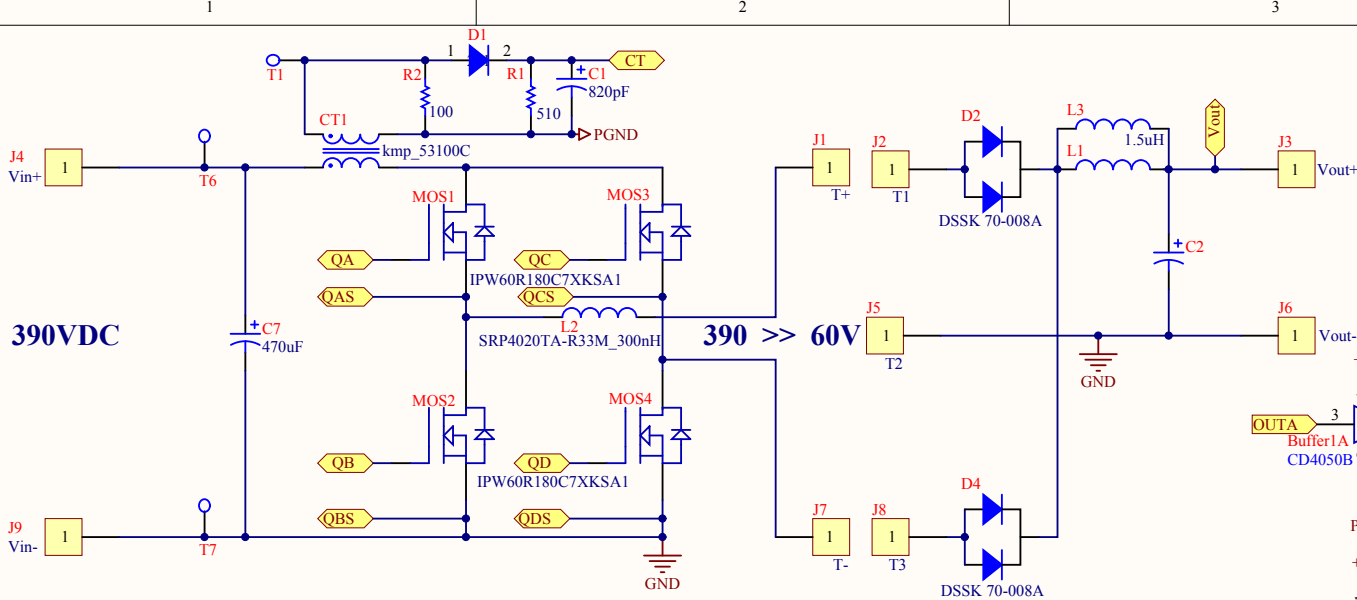 1 2 3
D1
1 2
CT
T1
R2
100
R1
510
C1
820pF
PGND
CT1
kmp_53100C
J4
1
Vin+
T6
MOS1
MOS3
QA
QC
IPW60R180C7XKSA1
QAS
QCS
L2
SRP4020TA-R33M_300nH
390VDC
C7
470uF
390 >> 60V
MOS2
MOS4
QB
QD
IPW60R180C7XKSA1
QBS
QDS
J9
1
Vin-
T7
GND
J1
1
T+
J2
1
T1
D2
DSSK 70-008A
L3
1.5uH
L1
Vout
J3
1
Vout+
C2
J5
1
T2
GND
J6
1
Vout-
OUTA
3
Buffer1A
CD4050B
J7
1
T-
J8
1
T3
D4
DSSK 70-008A
P
+